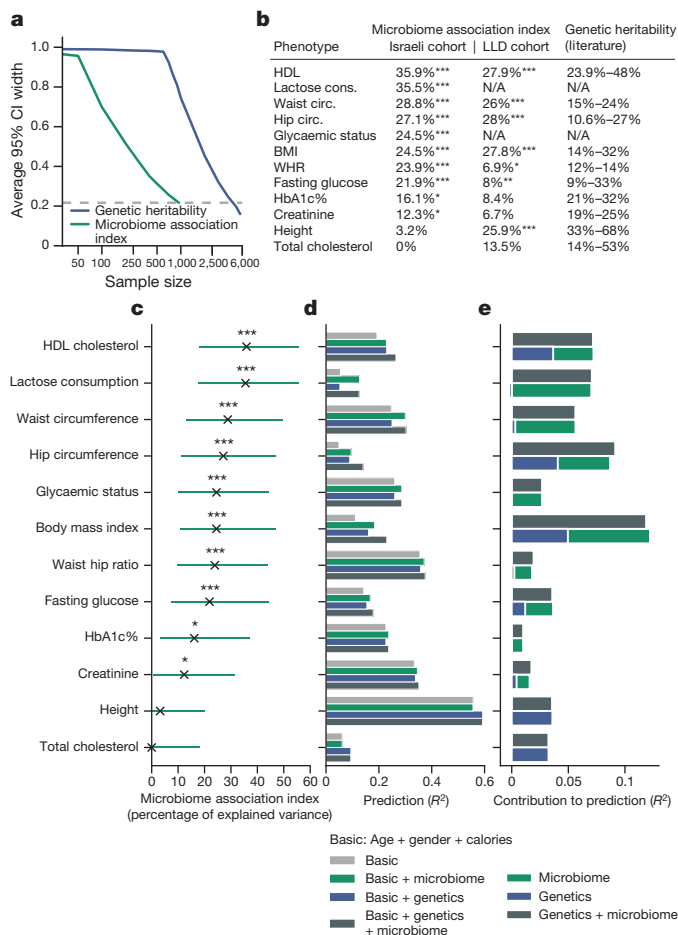 a
1.0
0.8
0.6
0.4
0.2
0
Average 95% CI width
Genetic heritability
Microbiome association
index
50 100 250 500 1,000 2,500 6,000
Sample size
b
Microbiome association index Genetic heritability
Phenotype Israeli cohort LLD cohort (literature)
HDL 35.9%*** 27.9%*** 23.9%–48%
Lactose cons. 35.5%*** N/A N/A
Waist circ. 28.8%*** 26%*** 15%–24%
Hip circ. 27.1%*** 28%*** 10.6%–27%
Glycaemic status 24.5%*** N/A N/A
BMI 24.5%*** 27.8%*** 14%–32%
WHR 23.9%*** 6.9%* 12%–14%
Fasting glucose 21.9%*** 8%** 9%–33%
HbA1c% 16.1%* 8.4% 21%–32%
Creatinine 12.3%* 6.7% 19%–25%
Height 3.2% 25.9%*** 33%–68%
Total cholesterol 0% 13.5% 14%–53%
c
HDL cholesterol ***
Lactose consumption ***
Waist circumference ***
Hip circumference ***
Glycaemic status ***
Body mass index ***
Waist hip ratio ***
Fasting glucose ***
HbA1c% *
Creatinine *
Height
Total cholesterol
0 10 20 30 40 50 60
Microbiome association index
(percentage of explained variance)
d
0 0.2 0.4 0.6
Prediction (R²)
e
0 0.05 0.1
Contribution to prediction (R²)
Basic: Age + gender + calories
Basic
Basic + microbiome
Basic + genetics
Basic + genetics
+ microbiome
Microbiome
Genetics
Genetics + microbiome